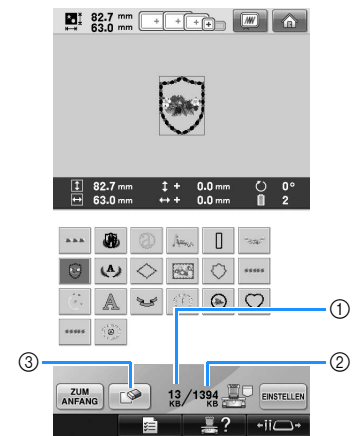 82.7 mm
63.0 mm
82.7 mm + 0.0 mm 0°
63.0 mm + 0.0 mm 2
A
A
① ②
③
ZUM
ANFANG
13 KB / 1394 KB
EINSTELLEN
?